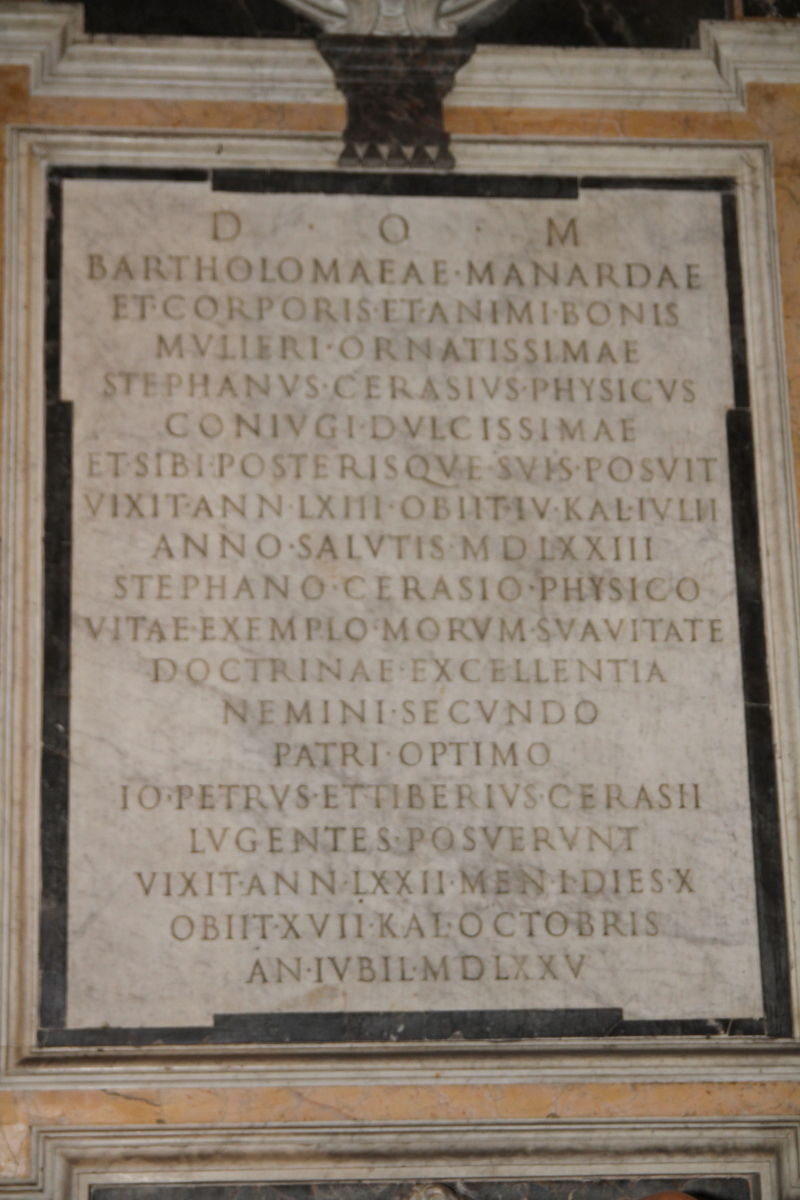 D · O · M
BARTHOLOMAEAE·MANARDAE
ET·CORPORIS·ET·ANIMI·BONIS
MVLIERI·ORNATISSIMAE
STEPHANVS·CERASIVS·PHYSICVS
CONIVGI·DVLCISSIMAE
ET·SIBI·POSTERISQVE·SVIS·POSVIT
VIXIT·ANN·LXIII·OBIIT·IV·KAL·IVLII
ANNO·SALVTIS·MDLXXIII
STEPHANO·CERASIO·PHYSICO
VITAE·EXEMPLO·MORVM·SVAVITATE
DOCTRINAE·EXCELLENTIA
NEMINI·SECVNDO
PATRI·OPTIMO
IO·PETRVS·ET·TIBERIVS·CERASII
LVGENTES·POSVERVNT
VIXIT·ANN·LXXII·MEN·I·DIES·X
OBIIT·XVII·KAL·OCTOBRIS
AN·IVBIL·MDLXXV